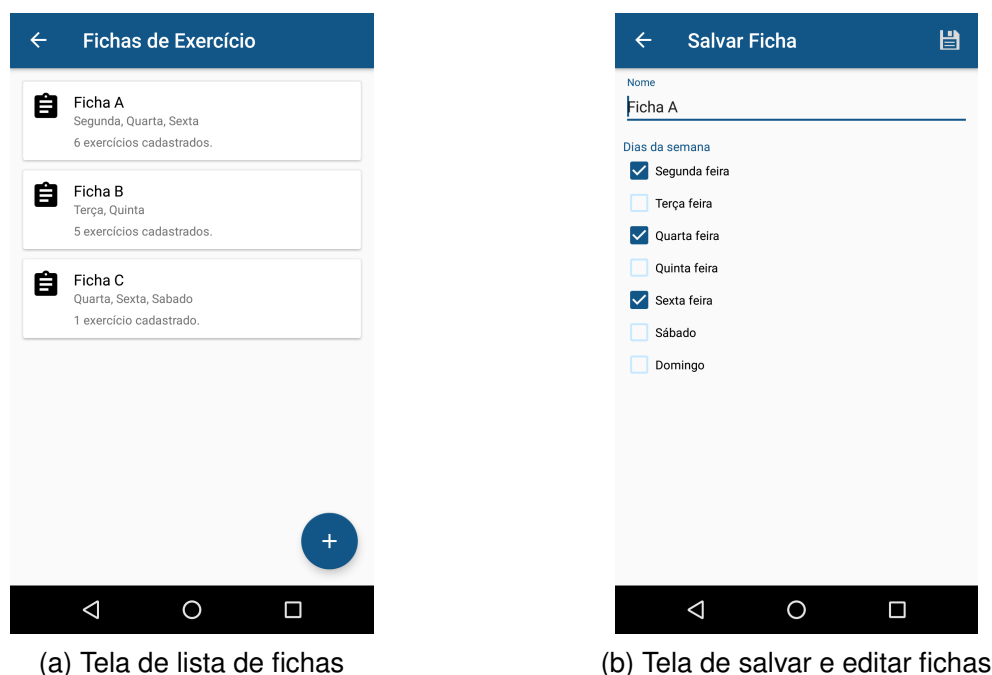 Fichas de Exercício
Ficha A
Segunda, Quarta, Sexta
6 exercícios cadastrados.
Ficha B
Terça, Quinta
5 exercícios cadastrados.
Ficha C
Quarta, Sexta, Sabado
1 exercício cadastrado.
(a) Tela de lista de fichas
Salvar Ficha
Nome
Ficha A
Dias da semana
Segunda feira
Terça feira
Quarta feira
Quinta feira
Sexta feira
Sábado
Domingo
(b) Tela de salvar e editar fichas